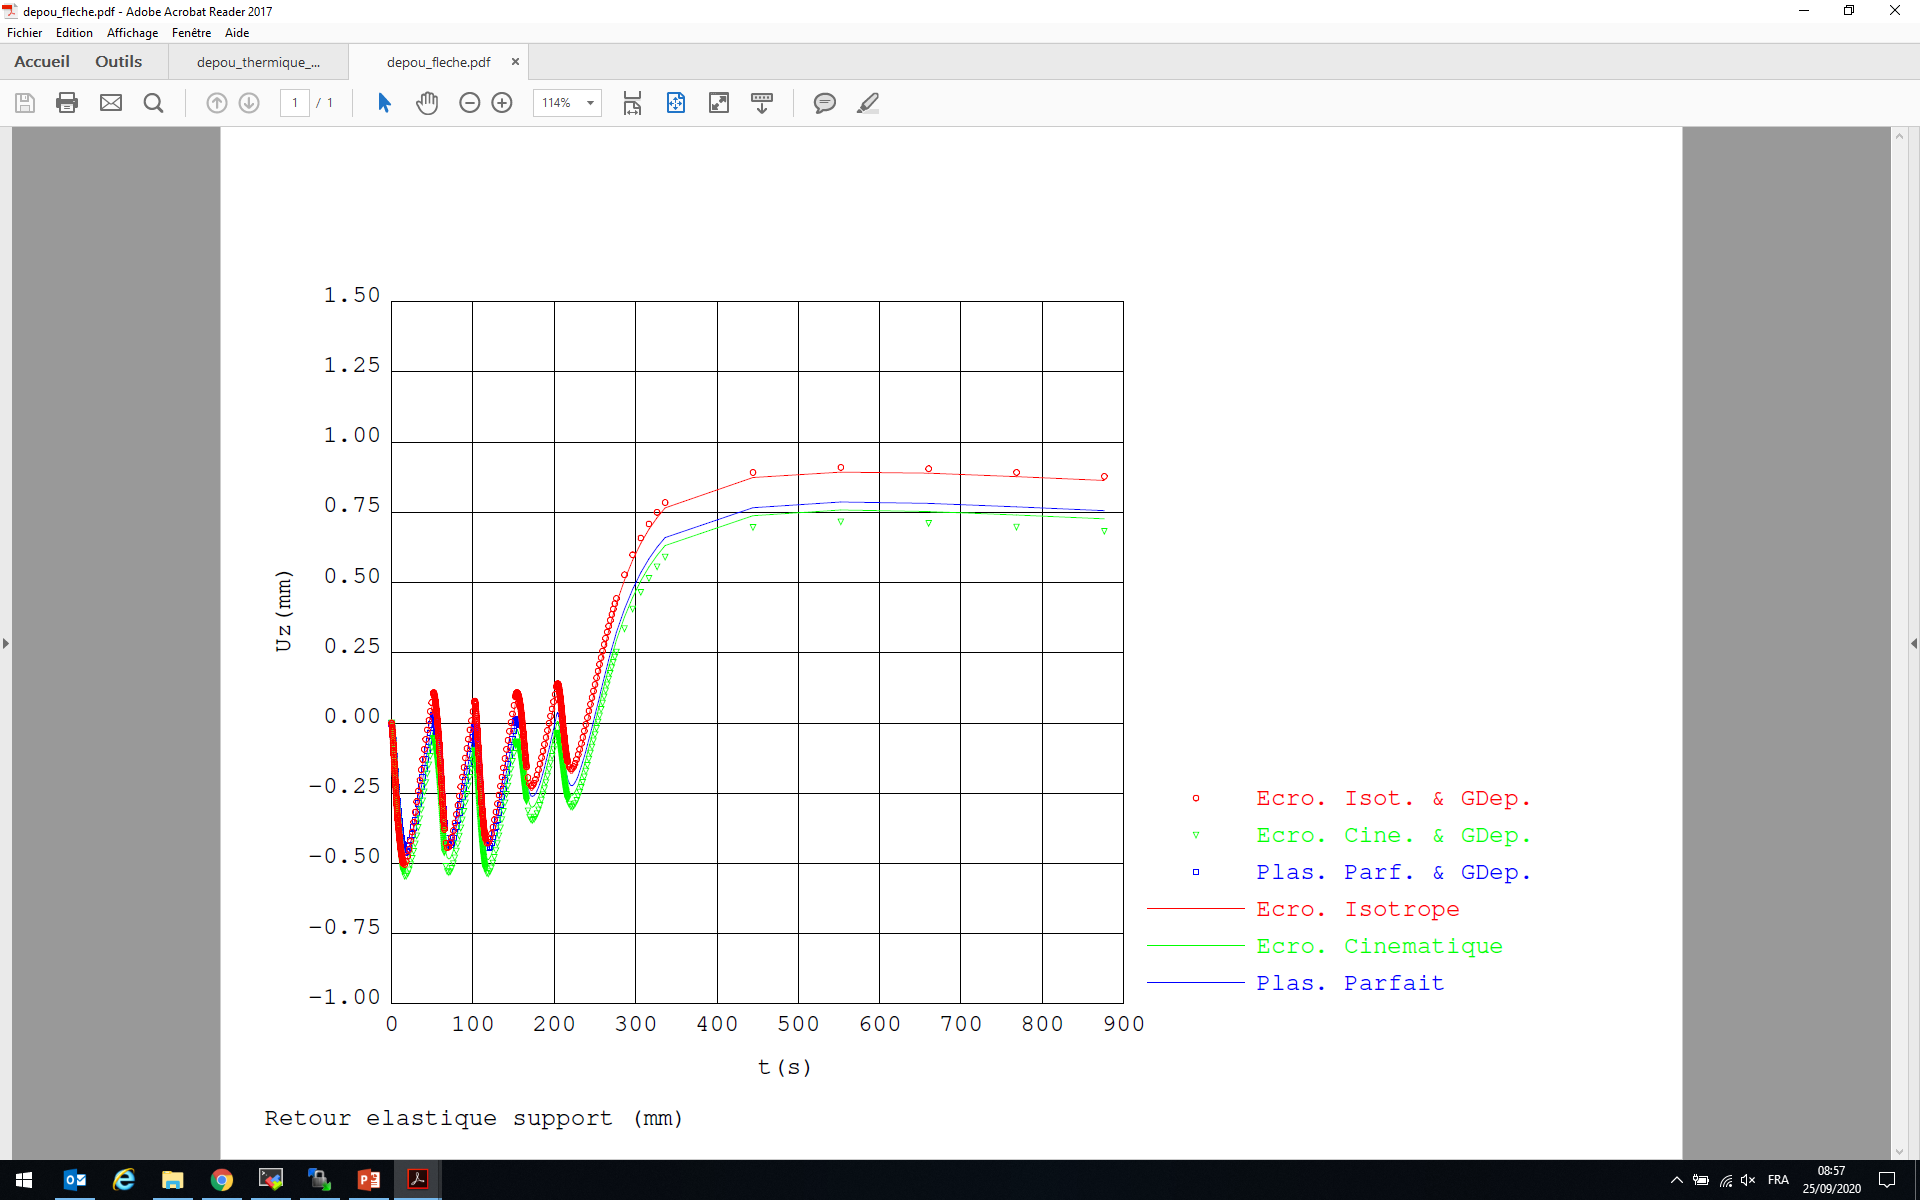 depou_fleche.pdf - Adobe Acrobat Reader 2017
Fichier Edition Affichage Fenêtre Aide
Accueil Outils depou_thermique_... depou_fleche.pdf ×
1 / 1 114%
1.50
1.25
1.00
0.75
0.50
0.25
0.00
-0.25
-0.50
-0.75
-1.00
Uz(mm)
0 100 200 300 400 500 600 700 800 900
t(s)
Ecro. Isot. & GDep.
Ecro. Cine. & GDep.
Plas. Parf. & GDep.
Ecro. Isotrope
Ecro. Cinematique
Plas. Parfait
Retour elastique support (mm)
FRA
08:57
25/09/2020